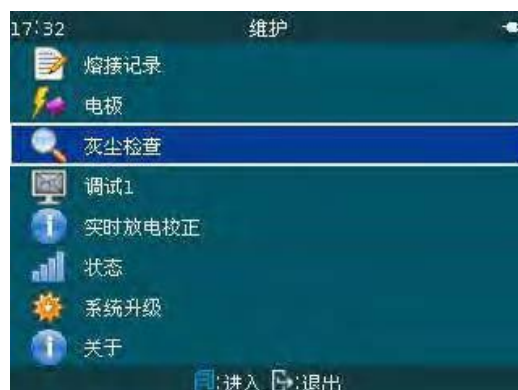 17:32 维护
熔接记录
电极
灰尘检查
调试1
实时放电校正
状态
系统升级
关于
:进入 :退出